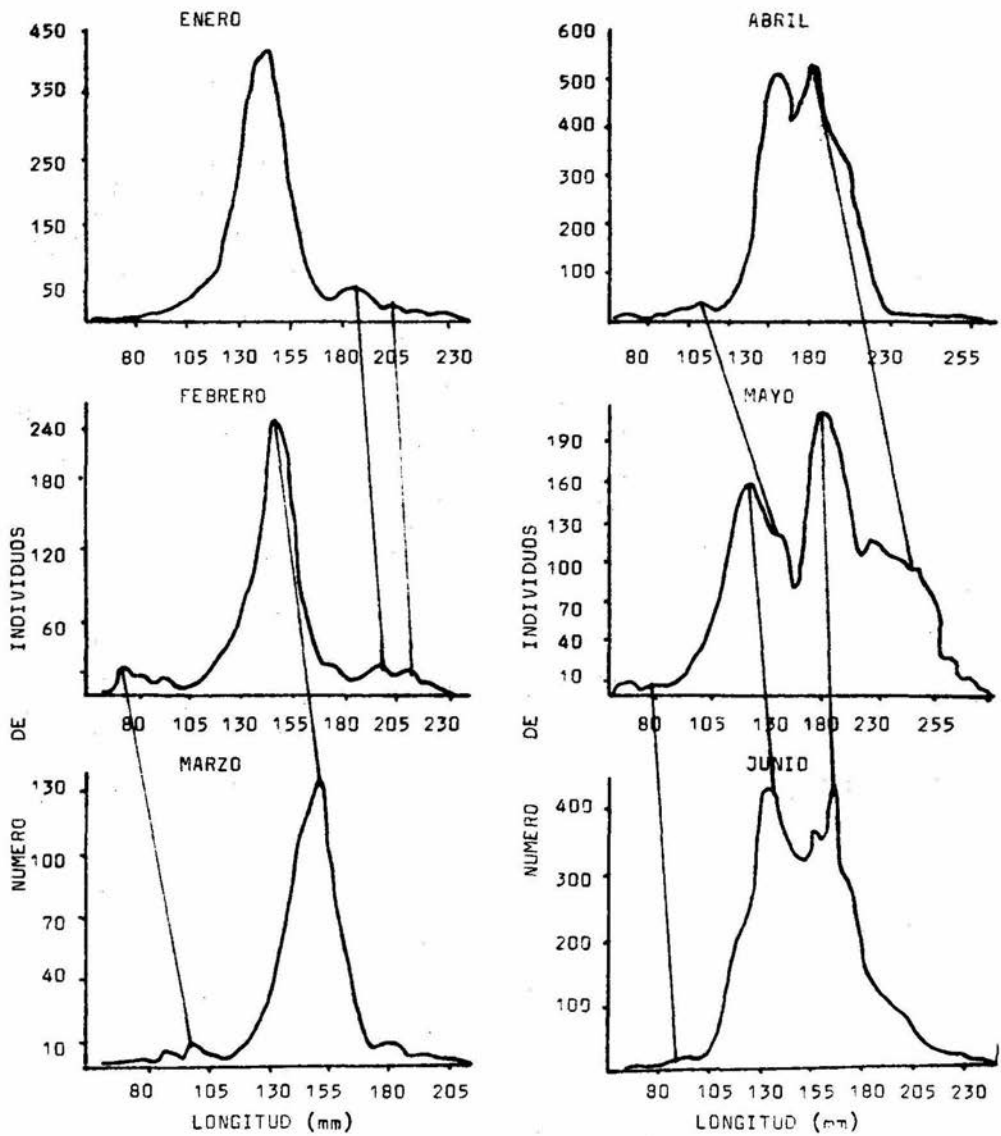 ENERO
450
350
250
150
50
80 105 130 155 180 205 230
FEBRERO
240
180
120
60
80 105 130 155 180 205 230
MARZO
130
100
70
40
10
80 105 130 155 180 205
LONGITUD (mm)
NUMERO DE INDIVIDUOS
ABRIL
600
500
400
300
200
100
80 105 130 155 180 230 255
MAYO
190
160
130
100
70
40
10
80 105 130 180 230 255
JUNIO
400
300
200
100
80 105 130 155 180 205 230
LONGITUD (mm)
NUMERO DE INDIVIDUOS